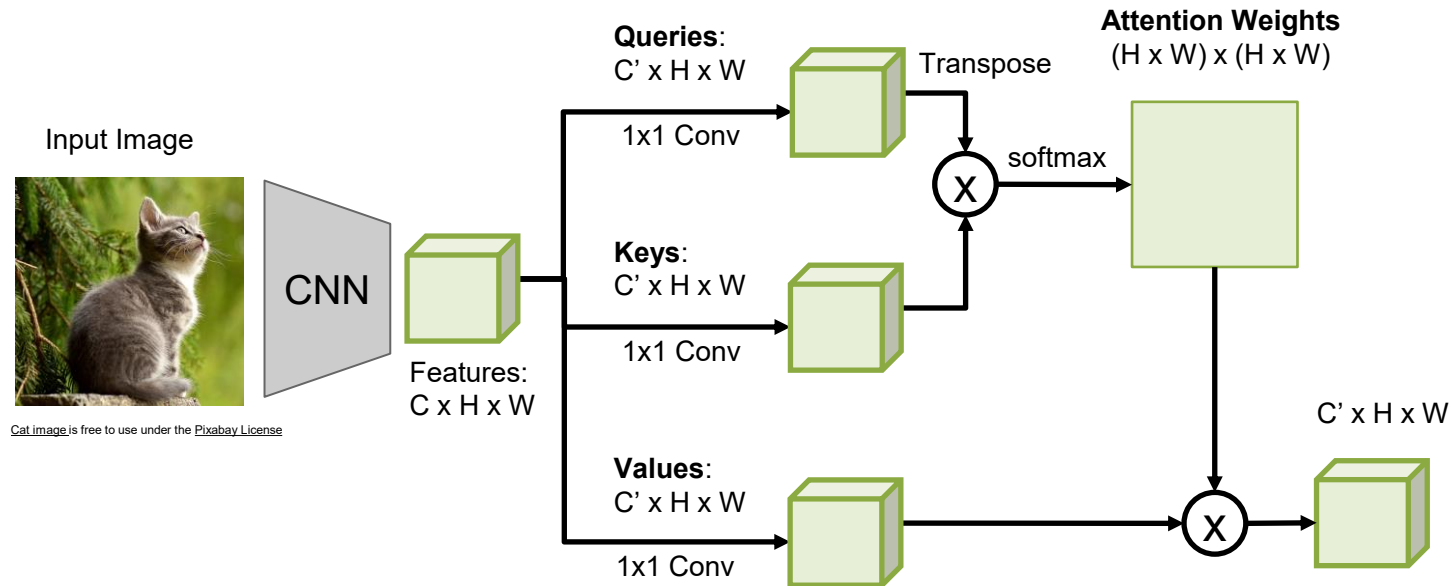 Input Image
Cat image is free to use under the Pixabay License
CNN
Features:
C x H x W
Queries:
C’ x H x W
1x1 Conv
Keys:
C’ x H x W
1x1 Conv
Values:
C’ x H x W
1x1 Conv
Transpose
X
softmax
Attention Weights
(H x W) x (H x W)
X
C’ x H x W